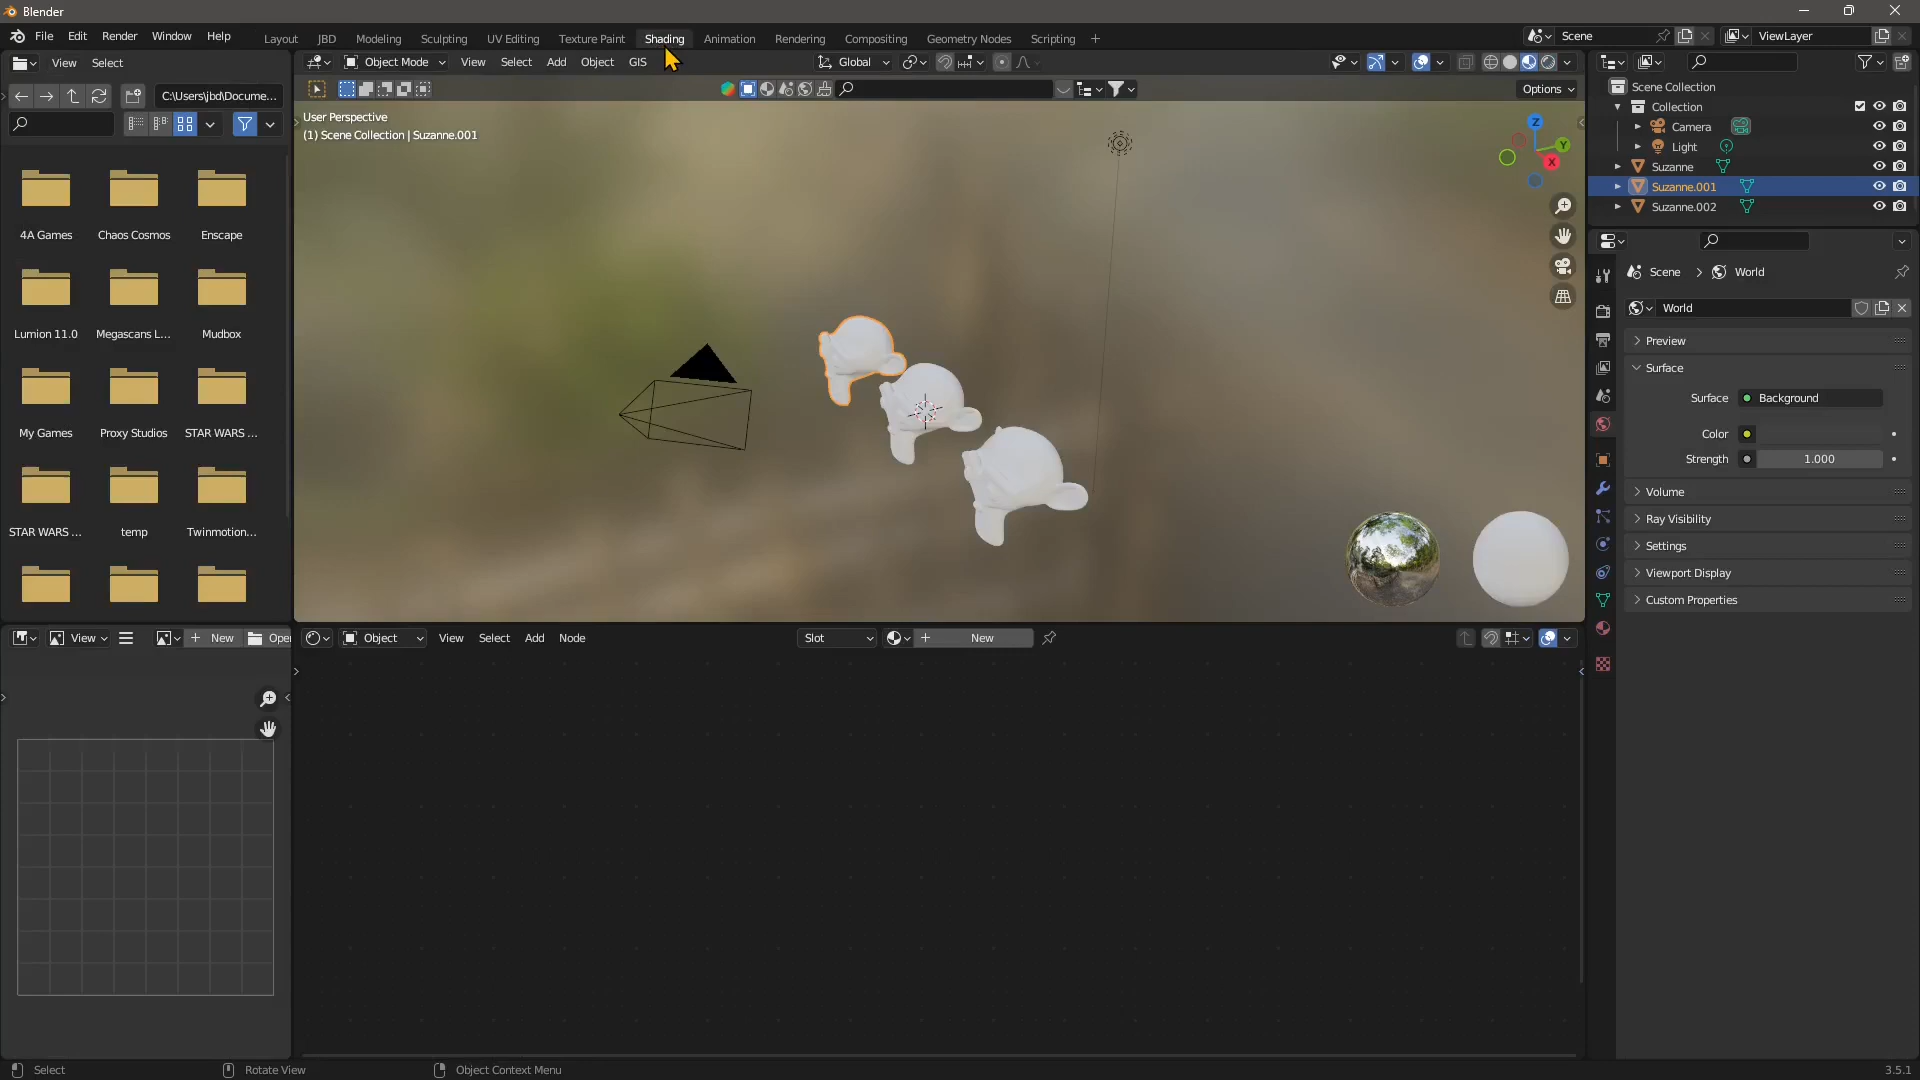 Blender
File Edit Render Window Help Layout JBD Modeling Sculpting UV Editing Texture Paint Shading Animation Rendering Compositing Geometry Nodes Scripting + Scene ViewLayer
View Select
Object Mode View Select Add Object GIS Global
C:\Users\jbd\Docume...
Options
User Perspective
(1) Scene Collection | Suzanne.001
Z
Y
X
4A Games Chaos Cosmos Enscape
Lumion 11.0 Megascans L... Mudbox
My Games Proxy Studios STAR WARS ...
STAR WARS ... temp Twinmotion...
Scene Collection
Collection
Camera
Light
Suzanne
Suzanne.001
Suzanne.002
Scene > World
World
Preview
Surface
Surface Background
Color
Strength 1.000
Volume
Ray Visibility
Settings
Viewport Display
Custom Properties
View + New Open
Object View Select Add Node Slot + New
Select Rotate View Object Context Menu 3.5.1